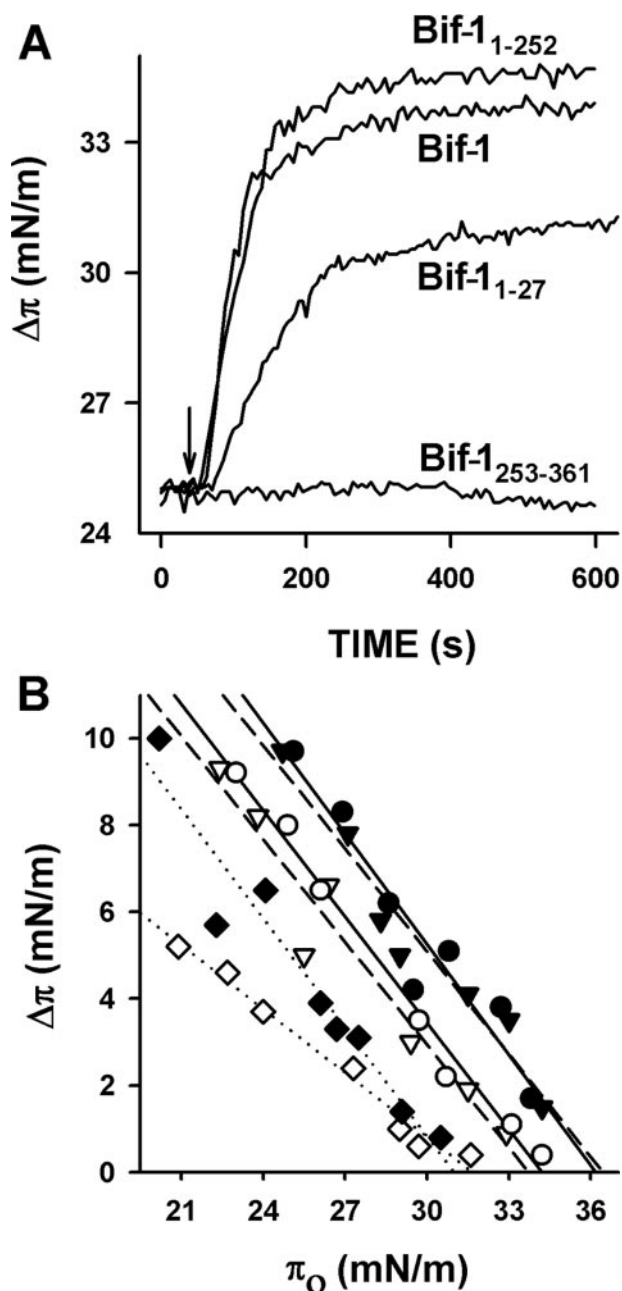 A
Bif-1₁₋₂₅₂
Bif-1
Bif-1₁₋₂₇
Bif-1₂₅₃₋₃₆₁
Δπ (mN/m)
33
30
27
24
0 200 400 600
TIME (s)
B
Δπ (mN/m)
10
8
6
4
2
0
21 24 27 30 33 36
π₀ (mN/m)